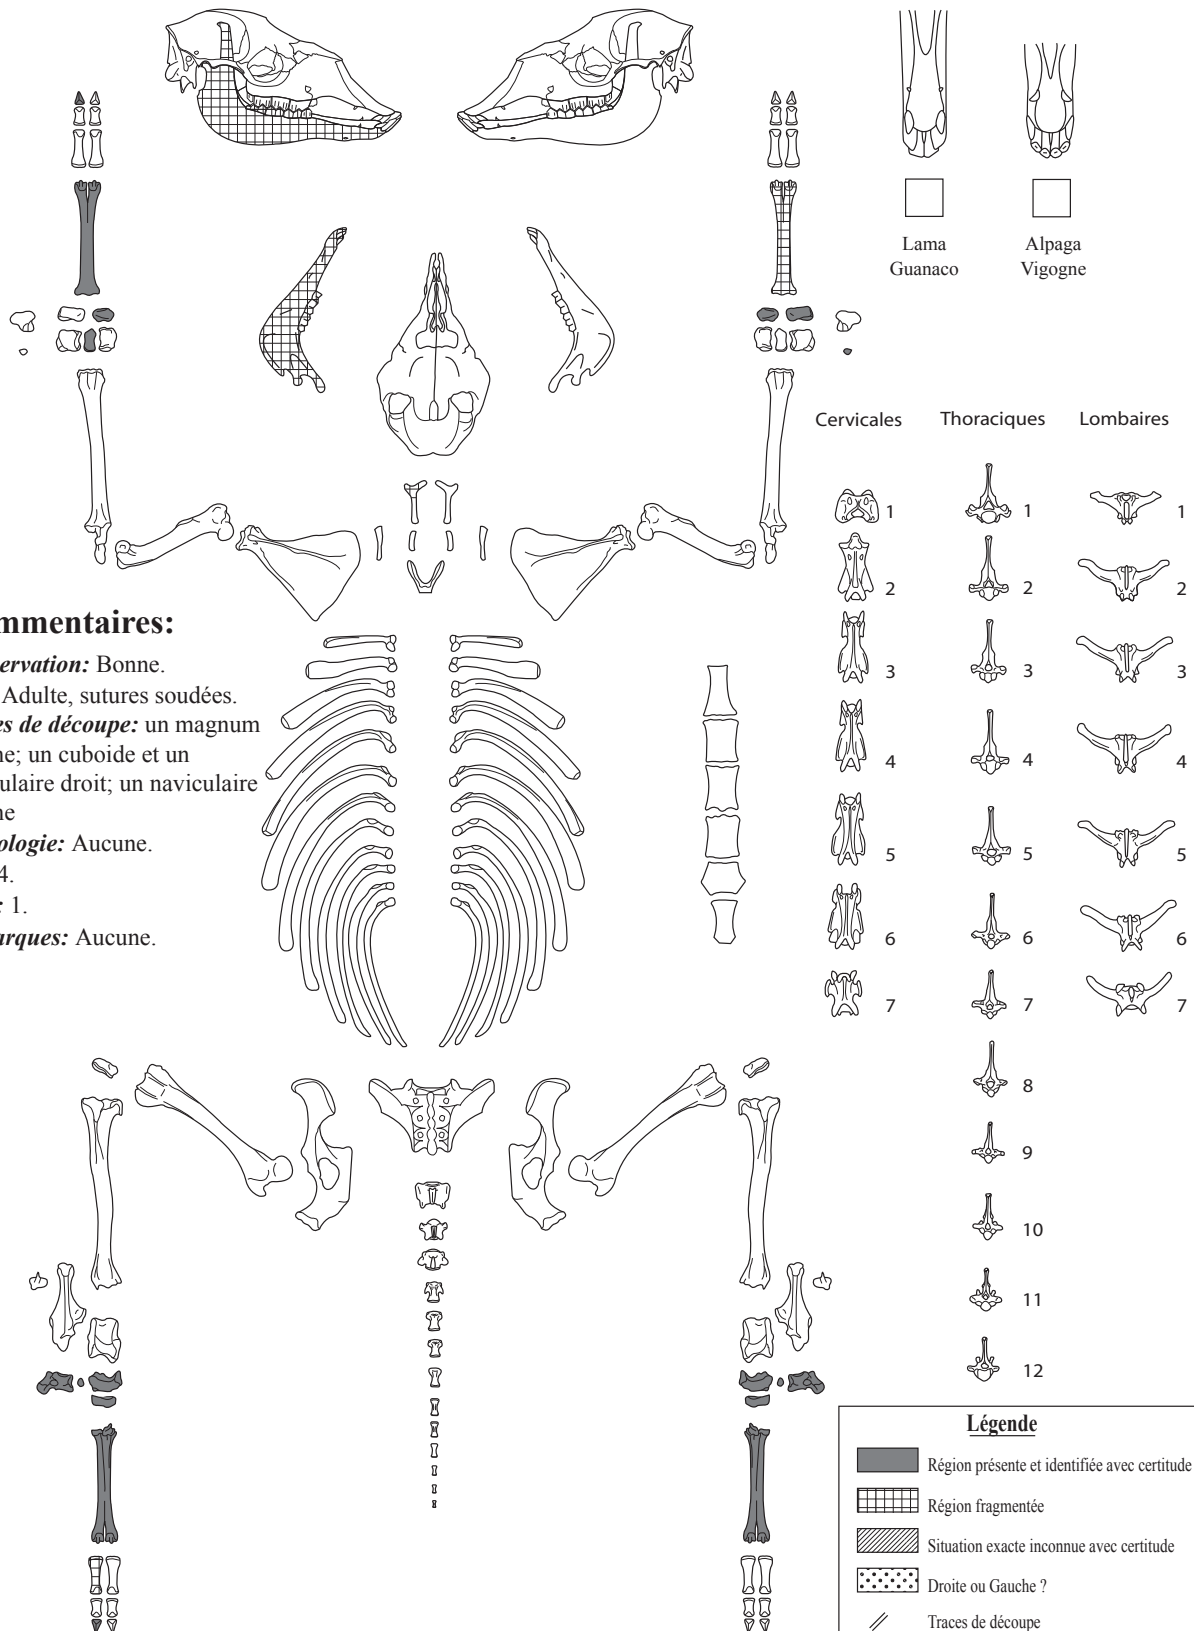 Lama
Guanaco
Alpaga
Vigogne
Cervicales
Thoraciques
Lombaires
1
2
3
4
5
6
7
1
2
3
4
5
6
7
8
9
10
11
12
1
2
3
4
5
6
7
mmentaires:
ervation: Bonne.
Adulte, sutures soudées.
es de découpe: un magnum
ne; un cuboide et un
ulaire droit; un naviculaire
ne
ologie: Aucune.
4.
: 1.
arques: Aucune.
Légende
Région présente et identifiée avec certitude
Région fragmentée
Situation exacte inconnue avec certitude
Droite ou Gauche ?
Traces de découpe